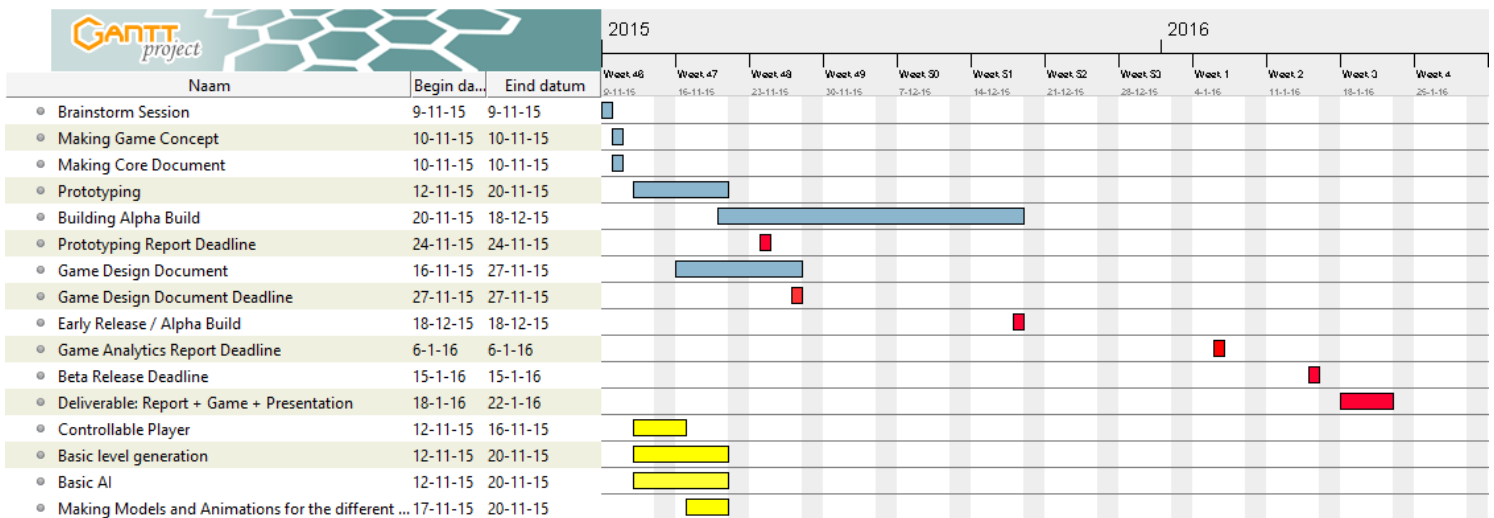 GANTT
project
2015 2016
Week 46 Week 47 Week 48 Week 49 Week 50 Week 51 Week 52 Week 53 Week 1 Week 2 Week 3 Week 4
9-11-15 16-11-15 23-11-15 30-11-15 7-12-15 14-12-15 21-12-15 28-12-15 4-1-16 11-1-16 18-1-16 25-1-16
Naam Begin da... Eind datum
Brainstorm Session 9-11-15 9-11-15
Making Game Concept 10-11-15 10-11-15
Making Core Document 10-11-15 10-11-15
Prototyping 12-11-15 20-11-15
Building Alpha Build 20-11-15 18-12-15
Prototyping Report Deadline 24-11-15 24-11-15
Game Design Document 16-11-15 27-11-15
Game Design Document Deadline 27-11-15 27-11-15
Early Release / Alpha Build 18-12-15 18-12-15
Game Analytics Report Deadline 6-1-16 6-1-16
Beta Release Deadline 15-1-16 15-1-16
Deliverable: Report + Game + Presentation 18-1-16 22-1-16
Controllable Player 12-11-15 16-11-15
Basic level generation 12-11-15 20-11-15
Basic AI 12-11-15 20-11-15
Making Models and Animations for the different ... 17-11-15 20-11-15